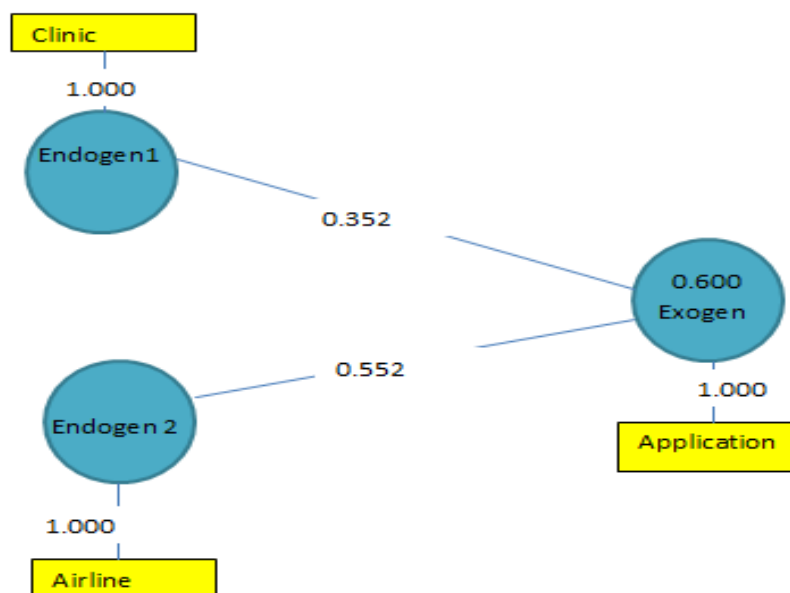 Clinic
1.000
Endogen1
0.352
0.600
Exogen
0.552
1.000
Endogen 2
Application
1.000
Airline